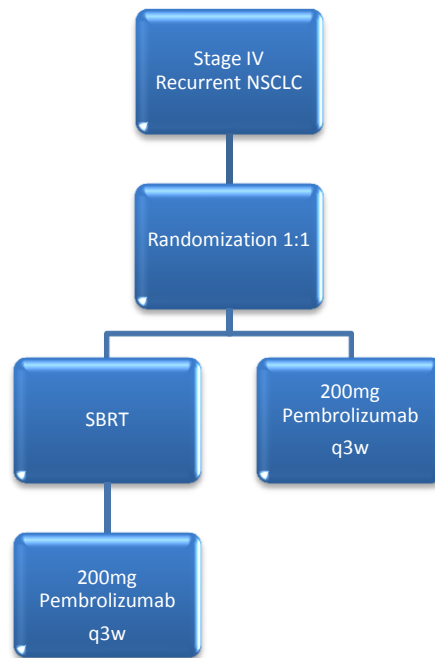 Stage IV
Recurrent NSCLC
Randomization 1:1
SBRT
200mg
Pembrolizumab
q3w
200mg
Pembrolizumab
q3w